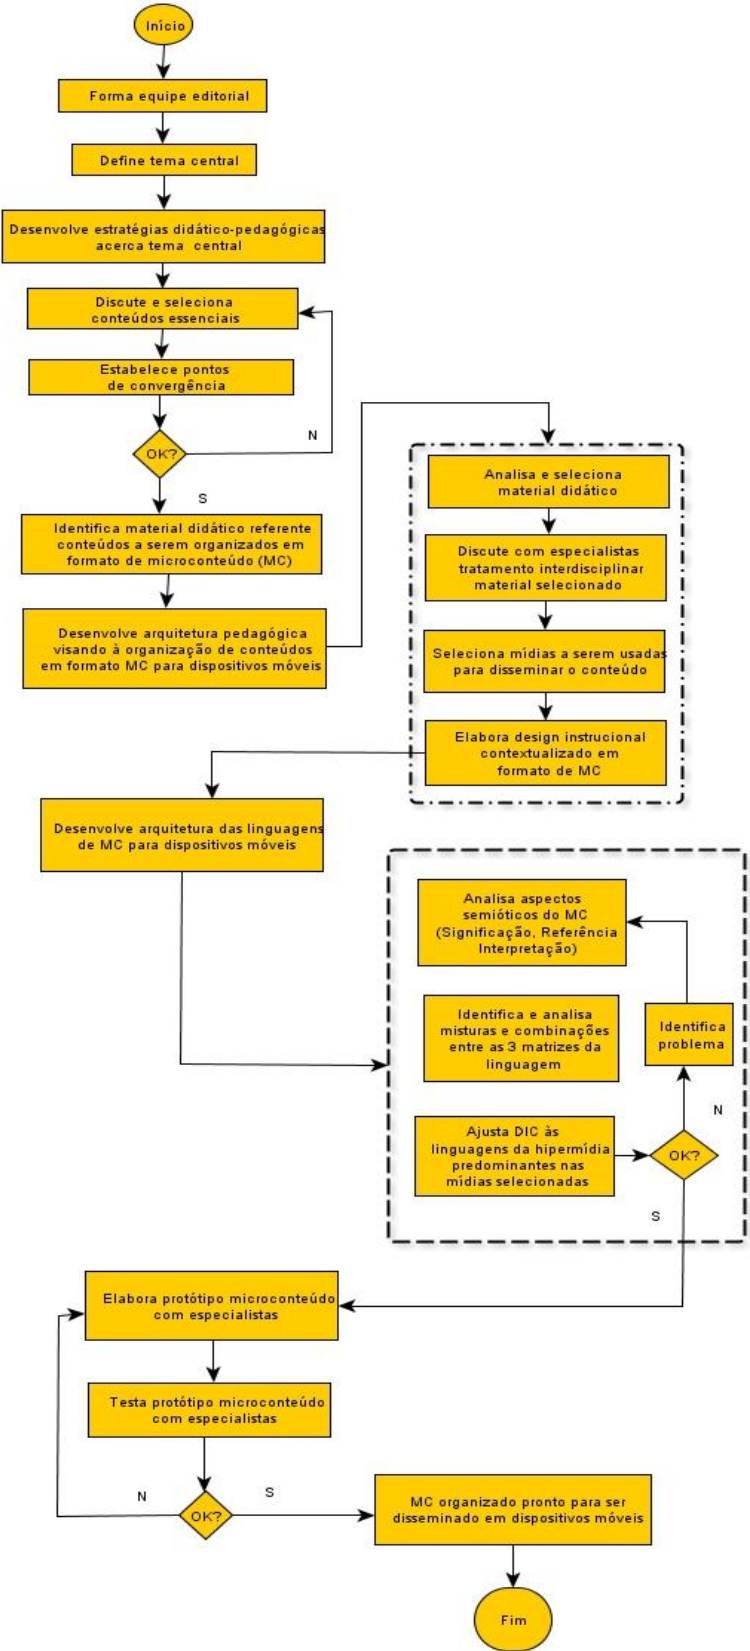 Início
Forma equipe editorial
Define tema central
Desenvolve estratégias didático-pedagógicas
acerca tema central
Discute e seleciona
conteúdos essenciais
Estabelece pontos
de convergência
OK?
N
S
Identifica material didático referente
conteúdos a serem organizados em
formato de microconteúdo (MC)
Desenvolve arquitetura pedagógica
visando à organização de conteúdos
em formato MC para dispositivos móveis
Analisa e seleciona
material didático
Discute com especialistas
tratamento interdisciplinar
material selecionado
Seleciona mídias a serem usadas
para disseminar o conteúdo
Elabora design instrucional
contextualizado em
formato de MC
Desenvolve arquitetura das linguagens
de MC para dispositivos móveis
Analisa aspectos
semióticos do MC
(Significação, Referência
Interpretação)
Identifica e analisa
misturas e combinações
entre as 3 matrizes da
linguagem
Identifica
problema
Ajusta DIC às
linguagens da hipermídia
predominantes nas
mídias selecionadas
OK?
N
S
Elabora protótipo microconteúdo
com especialistas
Testa protótipo microconteúdo
com especialistas
OK?
N
S
MC organizado pronto para ser
disseminado em dispositivos móveis
Fim